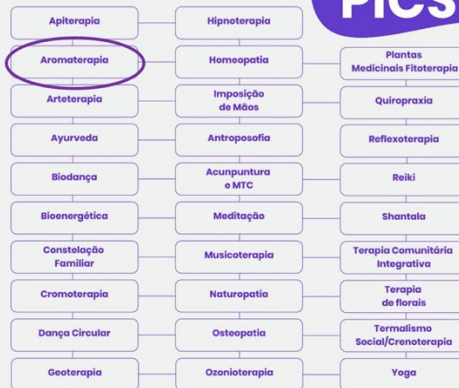 PICS
Apiterapia
Aromaterapia
Arteterapia
Ayurveda
Biodança
Bioenergética
Constelação
Familiar
Cromoterapia
Dança Circular
Geoterapia
Hipnoterapia
Homeopatia
Imposição
de Mãos
Antroposofia
Acunpuntura
e MTC
Meditação
Musicoterapia
Naturopatia
Osteopatia
Ozonioterapia
Plantas
Medicinais Fitoterapia
Quiropraxia
Reflexoterapia
Reiki
Shantala
Terapia Comunitária
Integrativa
Terapia
de florais
Termalismo
Social/Crenoterapia
Yoga